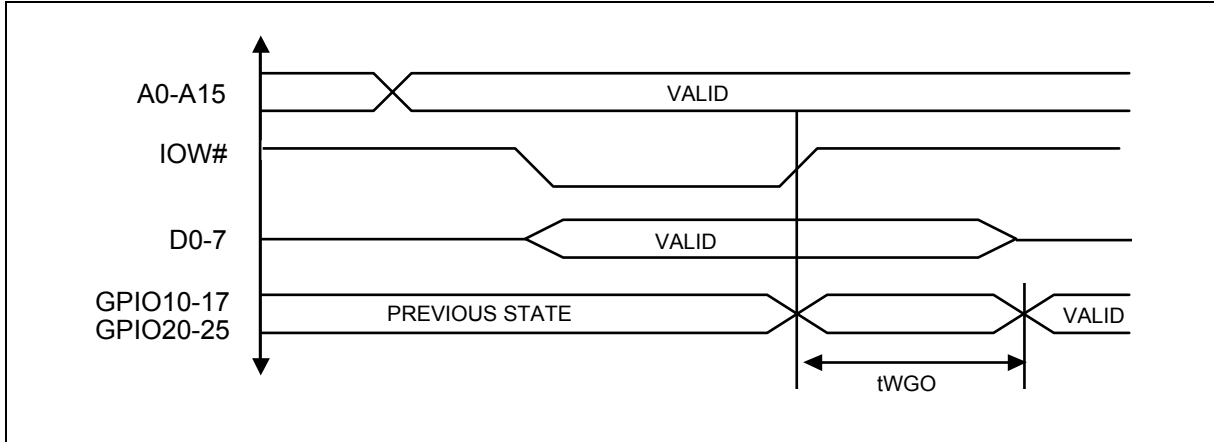 A0-A15
VALID
IOW#
D0-7
VALID
GPIO10-17
GPIO20-25
PREVIOUS STATE
VALID
tWGO